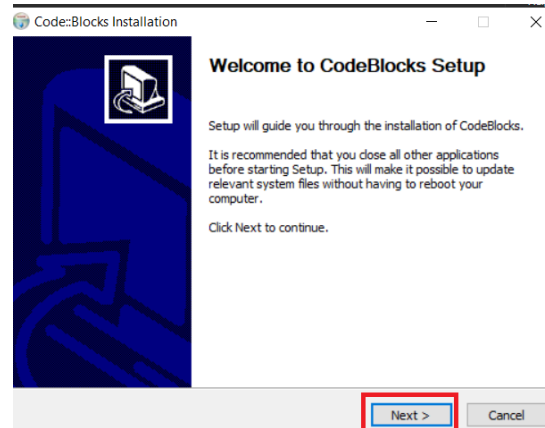 Code::Blocks Installation
Welcome to CodeBlocks Setup
Setup will guide you through the installation of CodeBlocks.
It is recommended that you close all other applications
before starting Setup. This will make it possible to update
relevant system files without having to reboot your
computer.
Click Next to continue.
Next >
Cancel